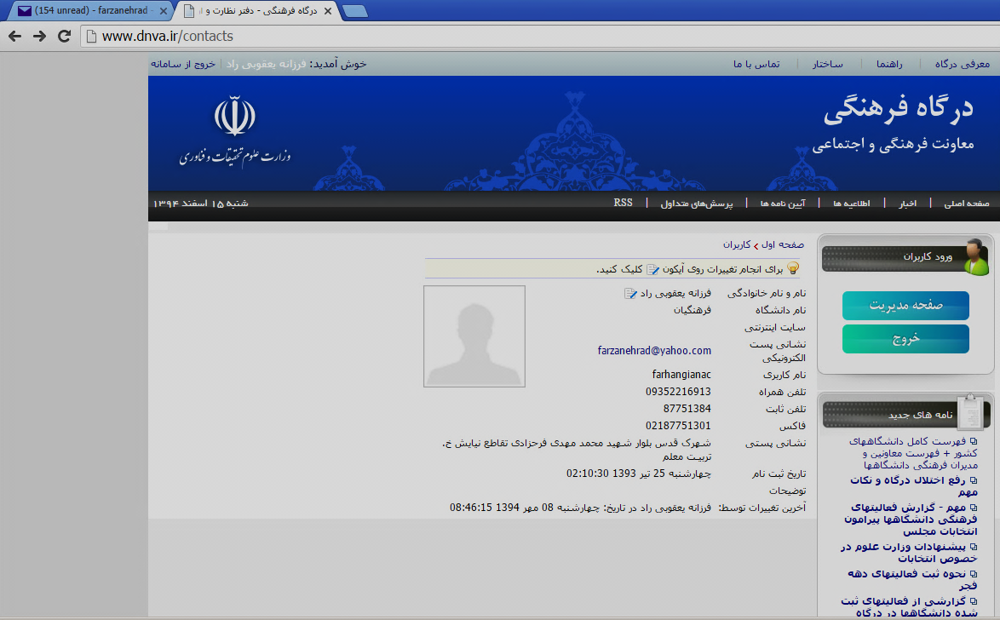 (154 unread) - farzanehrad -
درگاه فرهنگی - دفتر نظارت و ا
www.dnva.ir/contacts
معرفی درگاه | راهنما | ساختار | تماس با ما
خوش آمدید: فرزانه یعقوبی راد | خروج از سامانه
درگاه فرهنگی
معاونت فرهنگی و اجتماعی
وزارت علوم تحقیقات و فناوری
صفحه اصلی | اخبار | اطلاعیه ها | آیین نامه ها | پرسش‌های متداول | RSS
شنبه ۱۵ اسفند ۱۳۹۴
ورود کاربران
صفحه مدیریت
خروج
نامه های جدید
فهرست کامل دانشگاههای
کشور + فهرست معاونین و
مدیران فرهنگی دانشگاهها
رفع اختلال درگاه و نکات
مهم
مهم - گزارش فعالیتهای
فرهنگی دانشگاهها پیرامون
انتخابات مجلس
پیشنهادات وزارت علوم در
خصوص انتخابات
نحوه ثبت فعالیتهای دهه
فجر
گزارشی از فعالیتهای ثبت
شده دانشگاهها در درگاه
صفحه اول › کاربران
برای انجام تغییرات روی آیکون کلیک کنید.
نام و نام خانوادگی فرزانه یعقوبی راد
نام دانشگاه فرهنگیان
سایت اینترنتی
نشانی پست
الکترونیکی farzanehrad@yahoo.com
نام کاربری farhangianac
تلفن همراه 09352216913
تلفن ثابت 87751384
فاکس 02187751301
نشانی پستی شهرک قدس بلوار شهید محمد مهدی فرحزادی تقاطع نیایش خ.
تربیت معلم
تاریخ ثبت نام چهارشنبه 25 تیر 1393 02:10:30
توضیحات
آخرین تغییرات توسط: فرزانه یعقوبی راد در تاریخ: چهارشنبه 08 مهر 1394 08:46:15